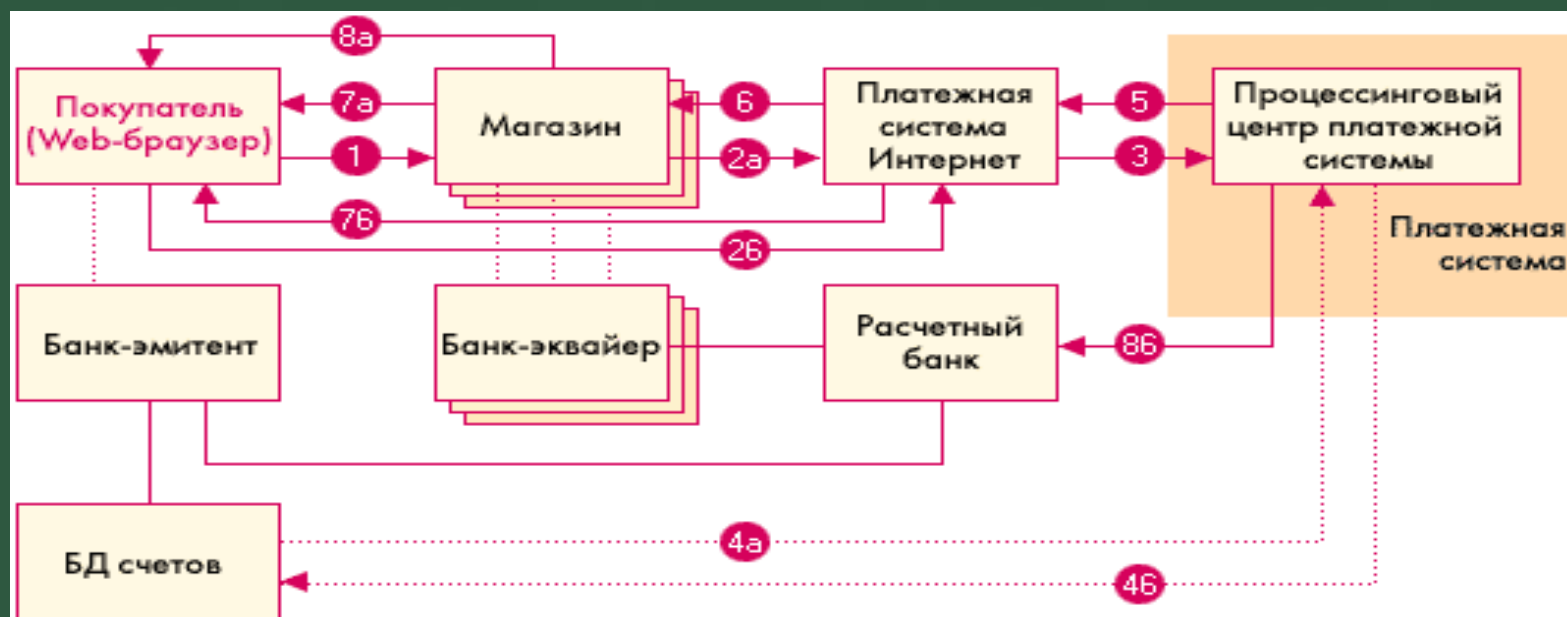 8а
Покупатель
(Web-браузер)
7а
1
Магазин
6
2а
Платежная
система
Интернет
5
3
Процессинговый
центр платежной
системы
7б
2б
Платежная
система
Банк-эмитент
Банк-эквайер
Расчетный
банк
8б
БД счетов
4а
4б